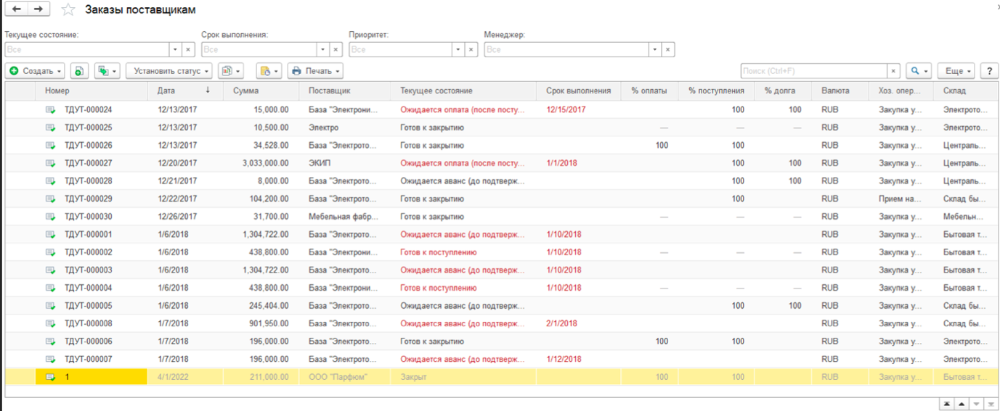 Заказы поставщикам
Текущее состояние: Срок выполнения: Приоритет: Менеджер:
Все Все Все Все
Создать Установить статус Печать Поиск (Ctrl+F) Еще ?
Номер Дата ↓ Сумма Поставщик Текущее состояние Срок выполнения % оплаты % поступления % долга Валюта Хоз. опер... Склад
ТДУТ-000024 12/13/2017 15,000.00 База "Электрони... Ожидается оплата (после посту... 12/15/2017 100 100 RUB Закупка у... Электрото...
ТДУТ-000025 12/13/2017 10,500.00 Электро Готов к закрытию — — — RUB Закупка у... Электрото...
ТДУТ-000026 12/13/2017 34,528.00 База "Электрото... Готов к закрытию 100 100 RUB Закупка у... Централь...
ТДУТ-000027 12/20/2017 3,033,000.00 ЭКИП Ожидается оплата (после посту... 1/1/2018 100 100 RUB Закупка у... Централь...
ТДУТ-000028 12/21/2017 8,000.00 База "Электрото... Ожидается аванс (до подтверж... 100 100 RUB Закупка у... Централь...
ТДУТ-000029 12/22/2017 104,200.00 База "Электрото... Готов к закрытию 100 RUB Прием на... Склад бы...
ТДУТ-000030 12/26/2017 31,700.00 Мебельная фабр... Готов к закрытию — — — RUB Закупка у... Мебельн...
ТДУТ-000001 1/6/2018 1,304,722.00 База "Электрото... Ожидается аванс (до подтверж... 1/10/2018 RUB Закупка у... Бытовая т...
ТДУТ-000002 1/6/2018 438,800.00 База "Электрони... Готов к поступлению 1/10/2018 — — — RUB Закупка у... Бытовая т...
ТДУТ-000003 1/6/2018 1,304,722.00 База "Электрото... Ожидается аванс (до подтверж... 1/10/2018 RUB Закупка у... Бытовая т...
ТДУТ-000004 1/6/2018 438,800.00 База "Электрони... Готов к поступлению 1/10/2018 — — — RUB Закупка у... Бытовая т...
ТДУТ-000005 1/6/2018 245,404.00 База "Электрото... Ожидается аванс (до подтверж... 100 100 RUB Закупка у... Склад бы...
ТДУТ-000008 1/7/2018 901,950.00 База "Электрото... Ожидается аванс (до подтверж... 2/1/2018 RUB Закупка у... Склад бы...
ТДУТ-000006 1/7/2018 196,000.00 База "Электрото... Готов к закрытию 100 100 RUB Закупка у... Электрото...
ТДУТ-000007 1/7/2018 196,000.00 База "Электрото... Ожидается аванс (до подтверж... 1/12/2018 RUB Закупка у... Электрото...
1 4/1/2022 211,000.00 ООО "Парфюм" Закрыт 100 100 RUB Закупка у... Бытовая т...